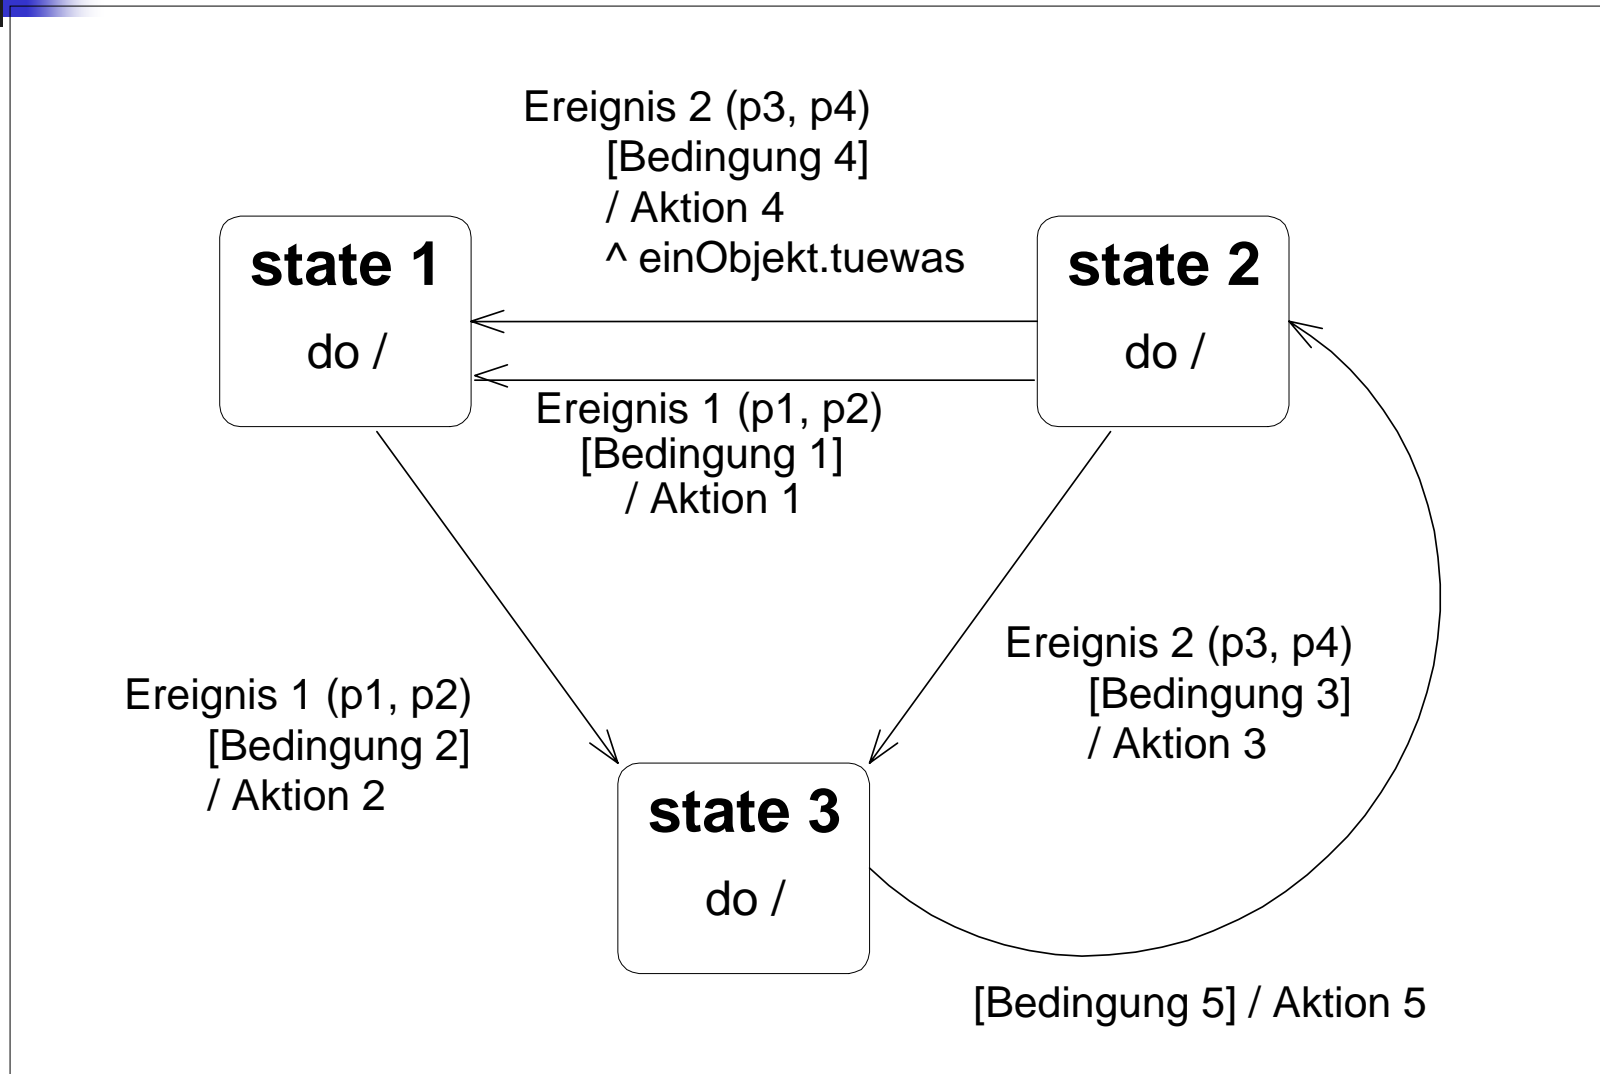 Ereignis 2 (p3, p4)
[Bedingung 4]
/ Aktion 4
^ einObjekt.tuewas
state 1
do /
state 2
do /
Ereignis 1 (p1, p2)
[Bedingung 1]
/ Aktion 1
Ereignis 2 (p3, p4)
[Bedingung 3]
/ Aktion 3
Ereignis 1 (p1, p2)
[Bedingung 2]
/ Aktion 2
state 3
do /
[Bedingung 5] / Aktion 5